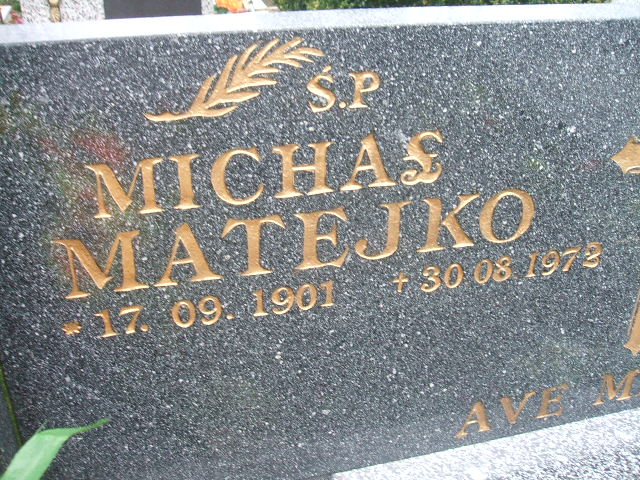 Ś.P
MICHAŁ
MATEJKO
* 17. 09. 1901 + 30 08. 1972
AVE M